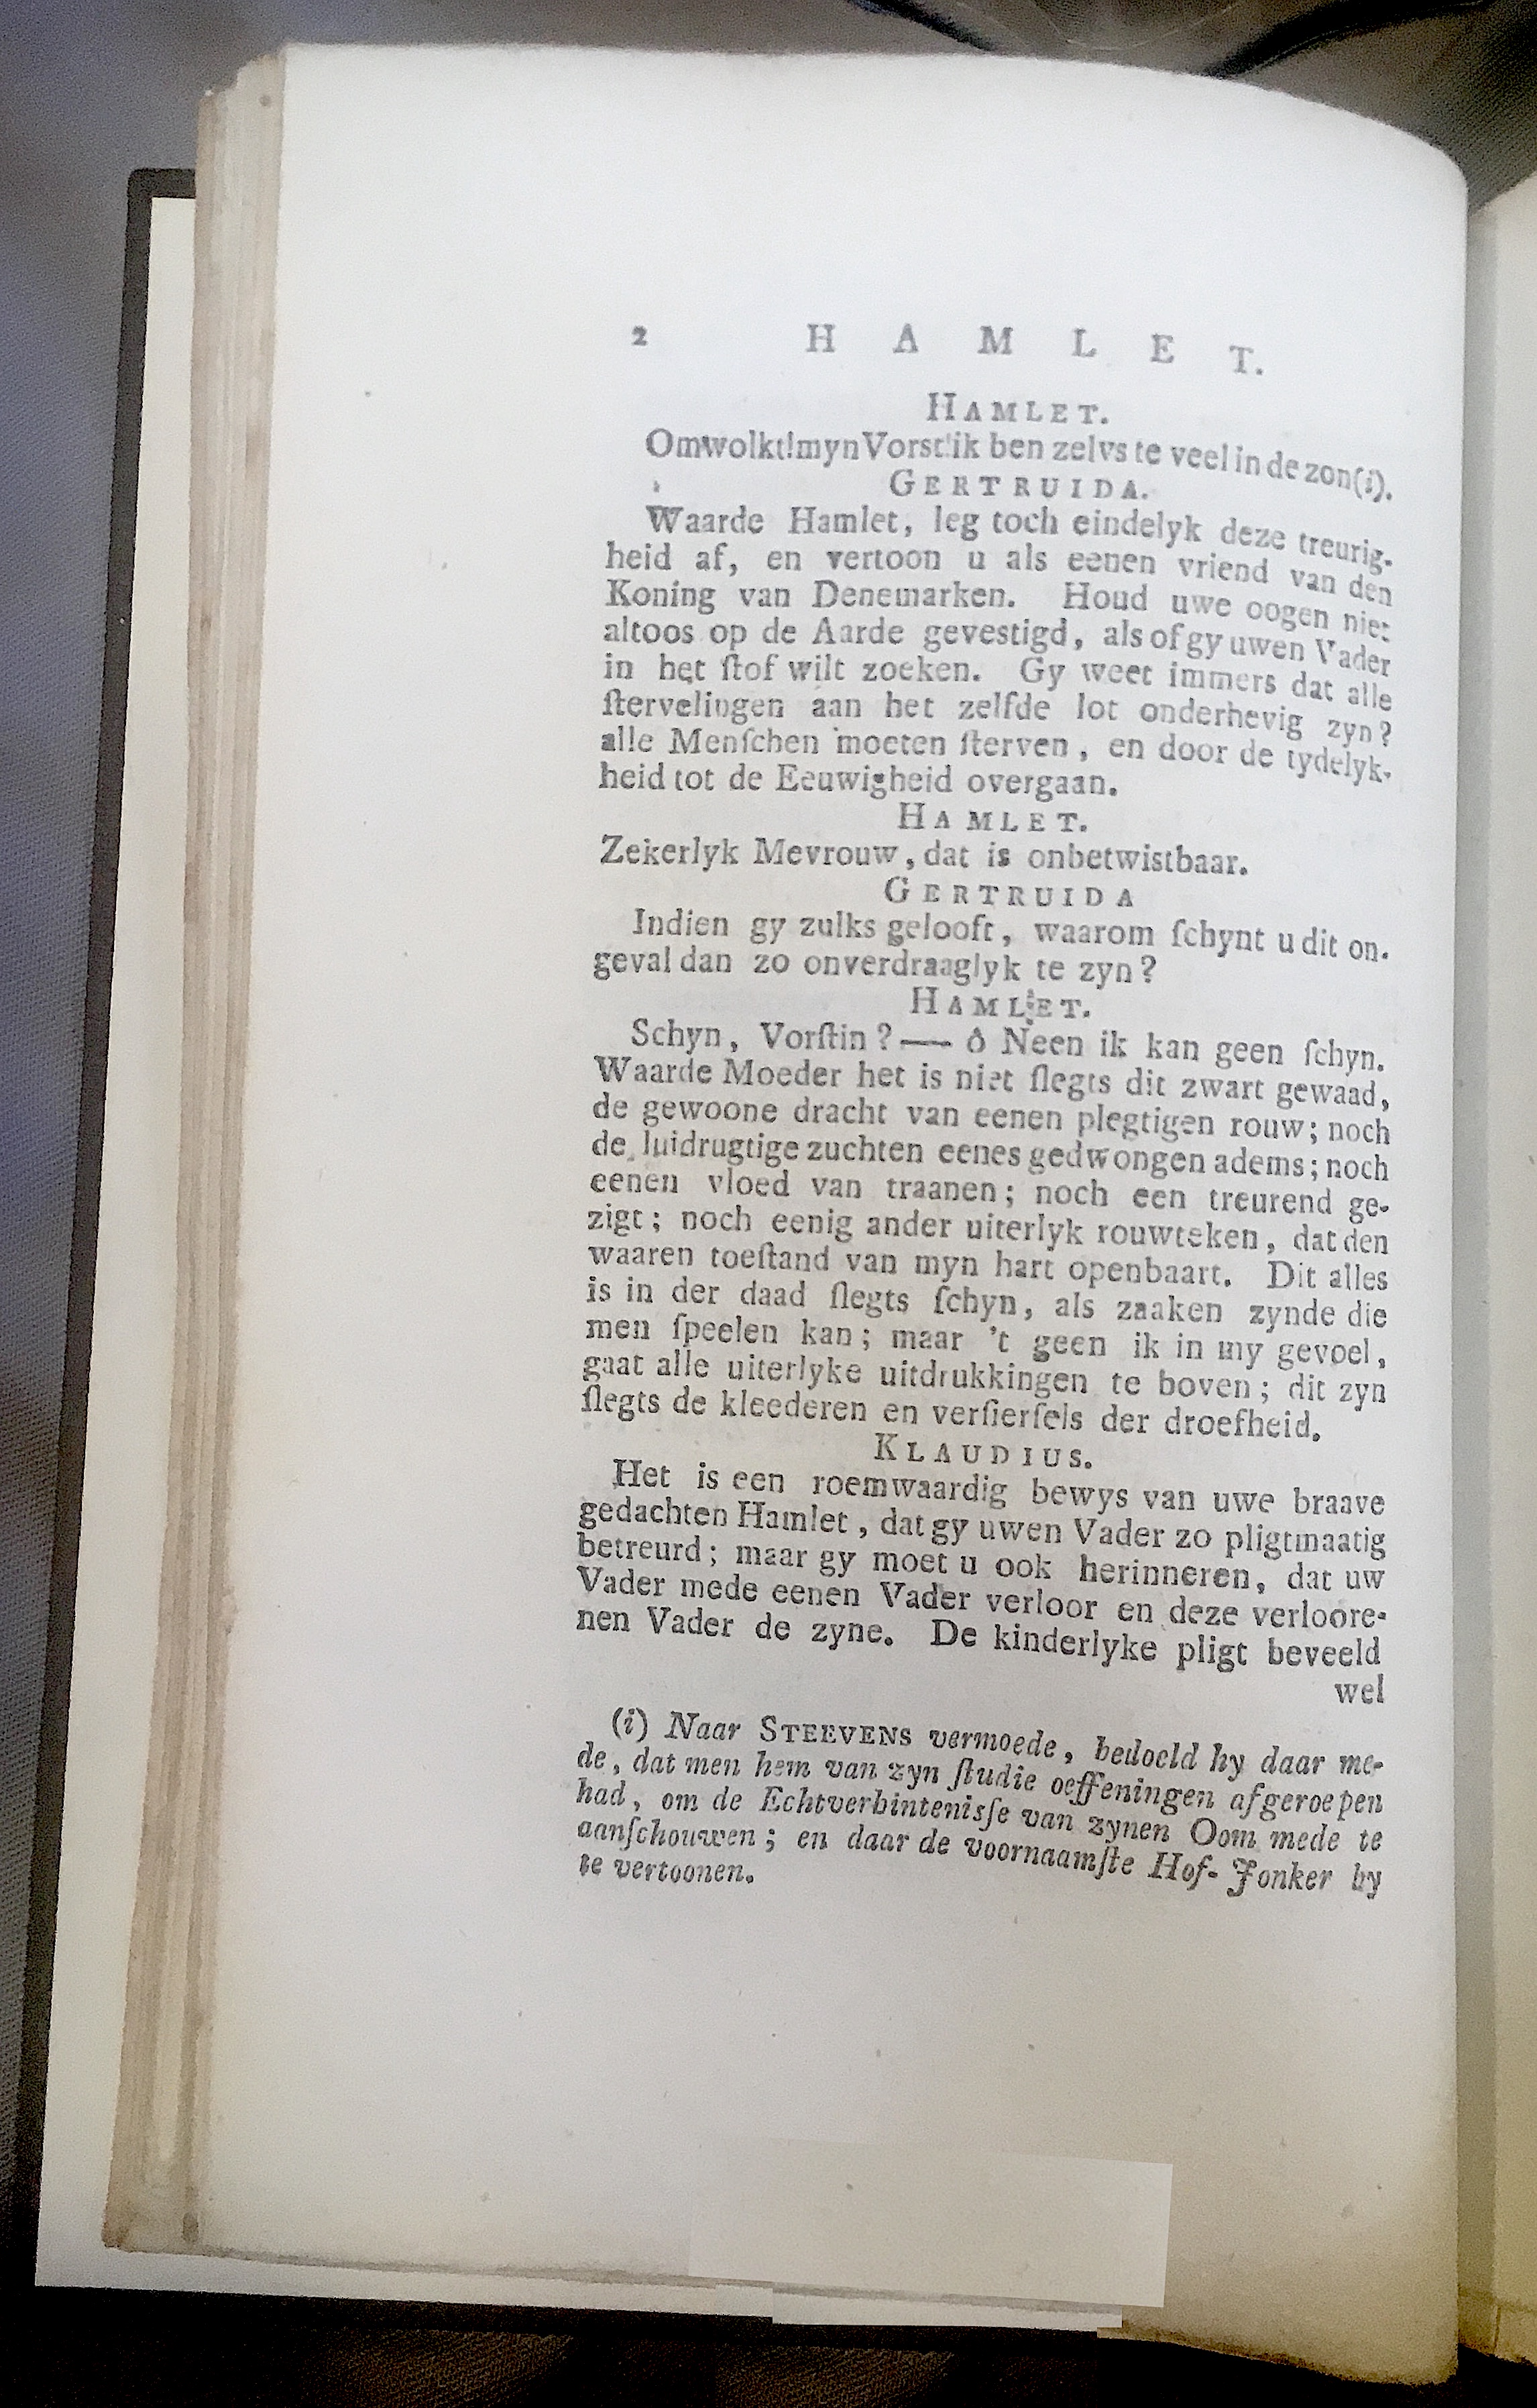 2 HAMLET.
HAMLET.
Omwolkt! myn Vorst! ik ben zelvs te veel in de zon (i).
GERTRUIDA.
Waarde Hamlet, leg toch eindelyk deze treurig-
heid af, en vertoon u als eenen vriend van den
Koning van Denemarken. Houd uwe oogen niet
altoos op de Aarde gevestigd, als of gy uwen Vader
in het ſtof wilt zoeken. Gy weet immers dat alle
ſtervelingen aan het zelfde lot onderhevig zyn?
alle Menſchen moeten ſterven, en door de tydelyk-
heid tot de Eeuwigheid overgaan.
HAMLET.
Zekerlyk Mevrouw, dat is onbetwistbaar.
GERTRUIDA
Indien gy zulks gelooft, waarom ſchynt u dit on-
geval dan zo onverdraaglyk te zyn?
HAMLET.
Schyn, Vorſtin? — ô Neen ik kan geen ſchyn.
Waarde Moeder het is niet ſlegts dit zwart gewaad,
de gewoone dracht van eenen plegtigen rouw; noch
de luidrugtige zuchten eenes gedwongen adems; noch
eenen vloed van traanen; noch een treurend ge-
zigt; noch eenig ander uiterlyk rouwteken, dat den
waaren toeſtand van myn hart openbaart. Dit alles
is in der daad ſlegts ſchyn, als zaaken zynde die
men ſpeelen kan; maar 't geen ik in my gevoel,
gaat alle uiterlyke uitdrukkingen te boven; dit zyn
ſlegts de kleederen en verſierſels der droefheid.
KLAUDIUS.
Het is een roemwaardig bewys van uwe braave
gedachten Hamlet, dat gy uwen Vader zo pligtmaatig
betreurd; maar gy moet u ook herinneren, dat uw
Vader mede eenen Vader verloor en deze verloore-
nen Vader de zyne. De kinderlyke pligt beveeld
wel
(i) Naar STEEVENS vermoede, bedoeld hy daar me-
de, dat men hem van zyn ſtudie oeffeningen afgeroepen
had, om de Echtverbintenisſe van zynen Oom mede te
aanſchouwen; en daar de voornaamſte Hof-Jonker by
te vertoonen.